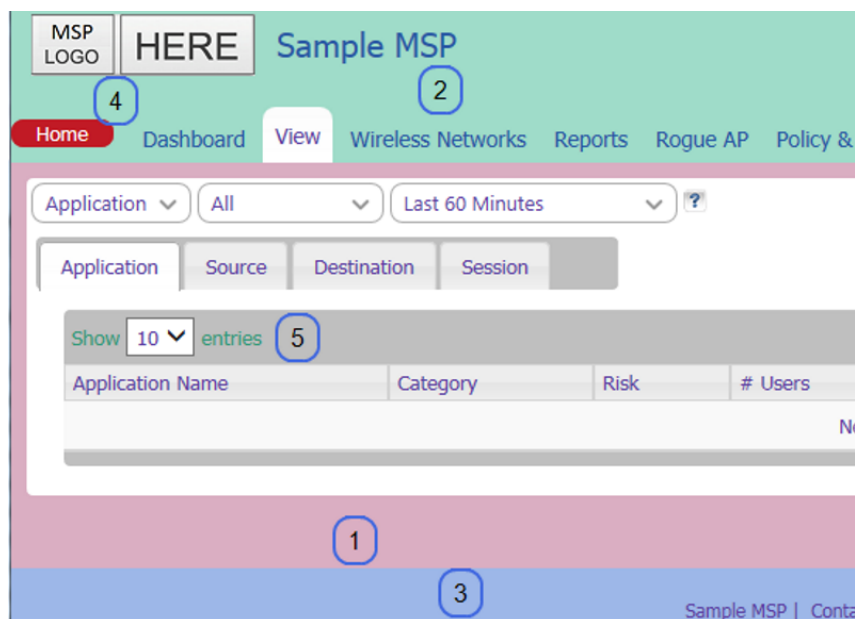 MSP
LOGO
HERE
Sample MSP
2
4
Home Dashboard View Wireless Networks Reports Rogue AP Policy &
Application All Last 60 Minutes ?
Application Source Destination Session
Show 10 entries 5
Application Name Category Risk # Users
1
3
Sample MSP |